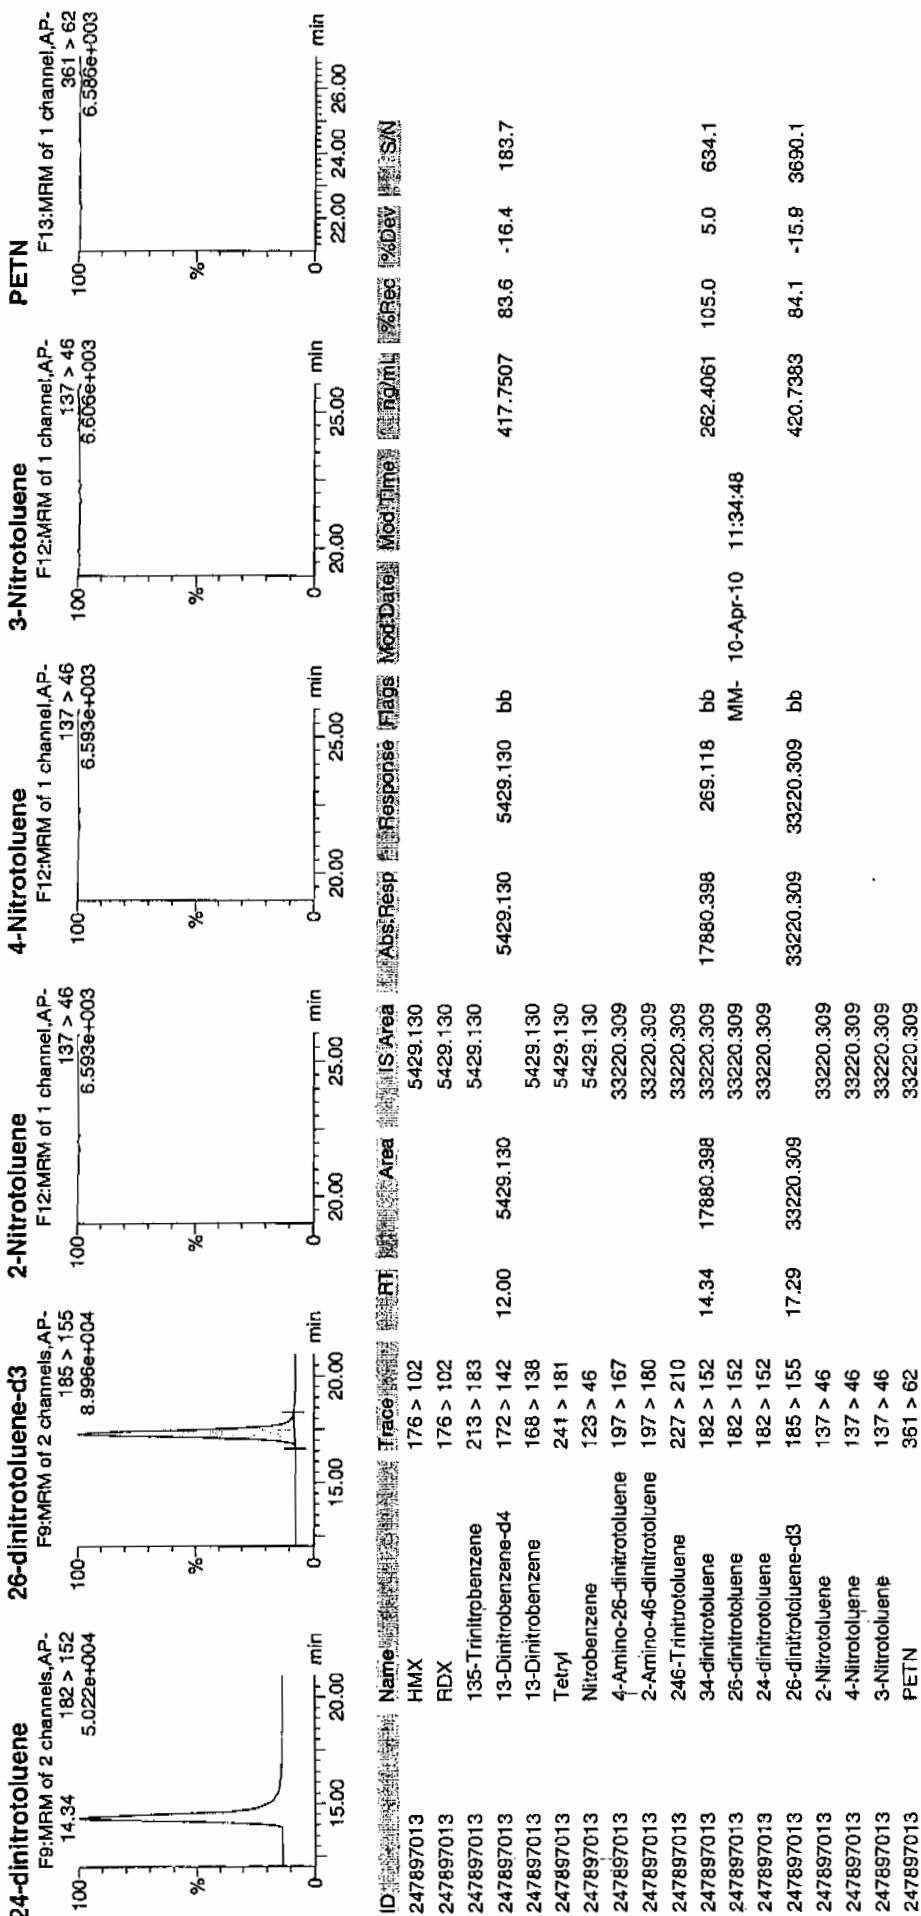 24-dinitrotoluene
F9:MRM of 2 channels,AP-
14.34 182 > 152
5.022e+004
100
%
0
15.00 20.00 min
26-dinitrotoluene-d3
F9:MRM of 2 channels,AP-
185 > 155
8.996e+004
100
%
0
15.00 20.00 min
2-Nitrotoluene
F12:MRM of 1 channel,AP-
137 > 46
6.593e+003
100
%
0
20.00 25.00 min
4-Nitrotoluene
F12:MRM of 1 channel,AP-
137 > 46
6.593e+003
100
%
0
20.00 25.00 min
3-Nitrotoluene
F12:MRM of 1 channel,AP-
137 > 46
6.606e+003
100
%
0
20.00 25.00 min
PETN
F13:MRM of 1 channel,AP-
361 > 62
6.586e+003
100
%
0
22.00 24.00 26.00 min
ID Name Trace RT Area IS Area Abs.Resp Response Flags Mod.Date Mod.Time ng/mL %Rec %Dev S/N
247897013 HMX 176 > 102 5429.130
247897013 RDX 176 > 102 5429.130
247897013 135-Trinitrobenzene 213 > 183 5429.130
247897013 13-Dinitrobenzene-d4 172 > 142 12.00 5429.130 5429.130 5429.130 bb 417.7507 83.6 -16.4 183.7
247897013 13-Dinitrobenzene 168 > 138 5429.130
247897013 Tetryl 241 > 181 5429.130
247897013 Nitrobenzene 123 > 46 5429.130
247897013 4-Amino-26-dinitrotoluene 197 > 167 33220.309
247897013 2-Amino-46-dinitrotoluene 197 > 180 33220.309
247897013 246-Trinitrotoluene 227 > 210 33220.309
247897013 34-dinitrotoluene 182 > 152 14.34 17880.398 33220.309 17880.398 269.118 bb 262.4061 105.0 5.0 634.1
247897013 26-dinitrotoluene 182 > 152 33220.309 MM- 10-Apr-10 11:34:48
247897013 24-dinitrotoluene 182 > 152 33220.309
247897013 26-dinitrotoluene-d3 185 > 155 17.29 33220.309 33220.309 33220.309 bb 420.7383 84.1 -15.9 3690.1
247897013 2-Nitrotoluene 137 > 46 33220.309
247897013 4-Nitrotoluene 137 > 46 33220.309
247897013 3-Nitrotoluene 137 > 46 33220.309
247897013 PETN 361 > 62 33220.309